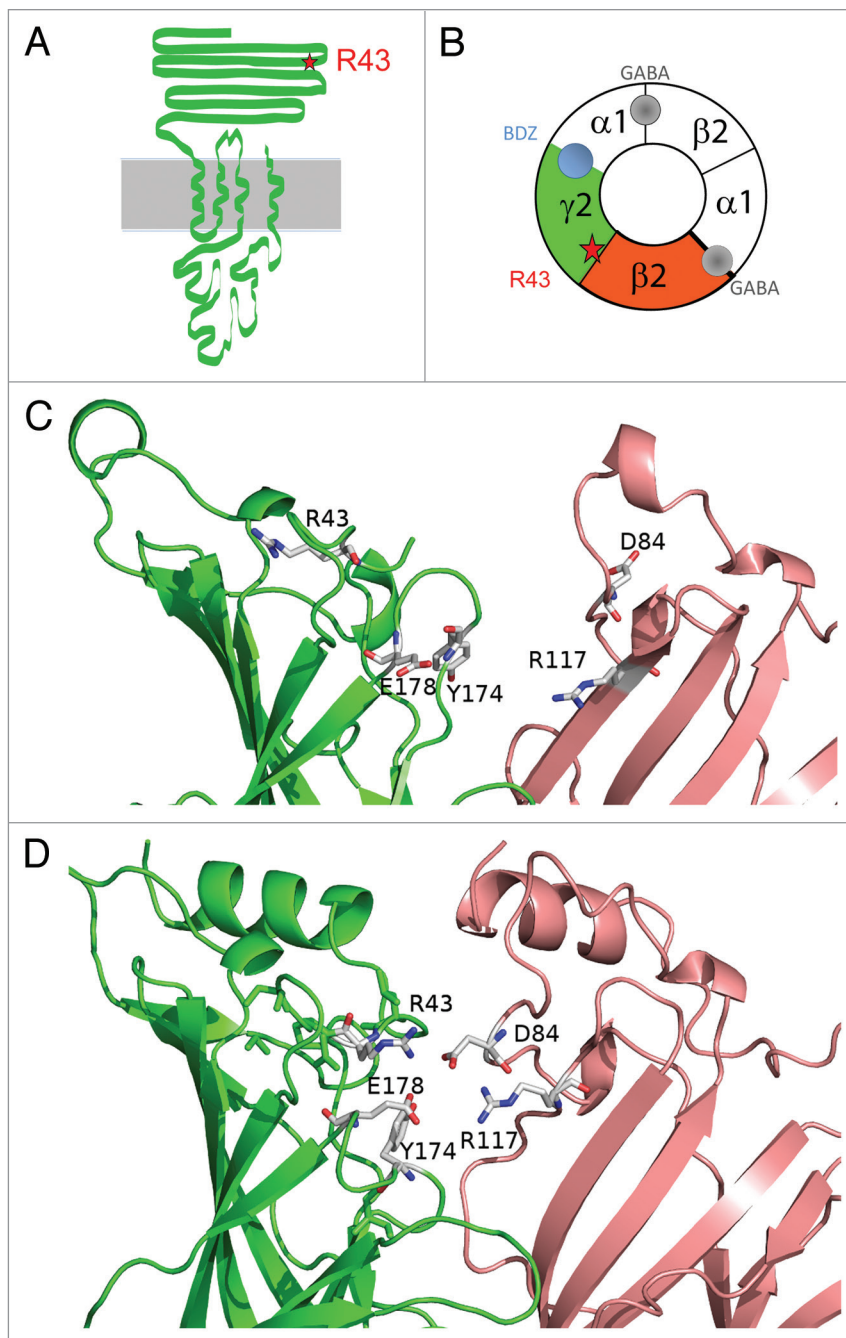 A
R43
B
GABA
α1
β2
BDZ
γ2
α1
R43
β2
GABA
C
R43
D84
E178
Y174
R117
D
R43
D84
E178
R117
Y174